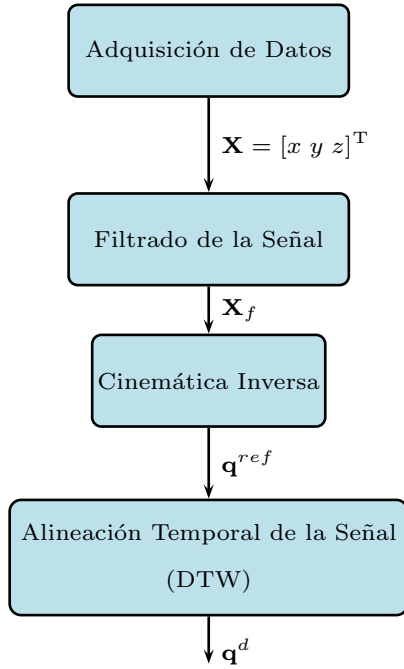 Adquisición de Datos
𝐗 = [x y z]ᵀ
Filtrado de la Señal
𝐗_f
Cinemática Inversa
𝐪^{ref}
Alineación Temporal de la Señal
(DTW)
𝐪^d